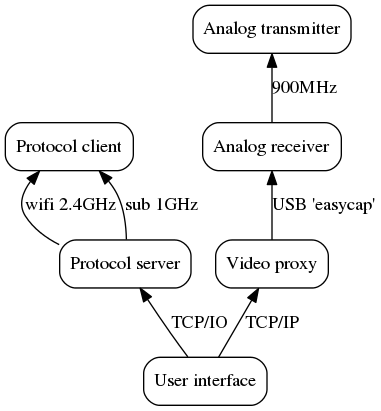 Analog transmitter
900MHz
Protocol client
Analog receiver
wifi 2.4GHz
sub 1GHz
USB 'easycap'
Protocol server
Video proxy
TCP/IO
TCP/IP
User interface